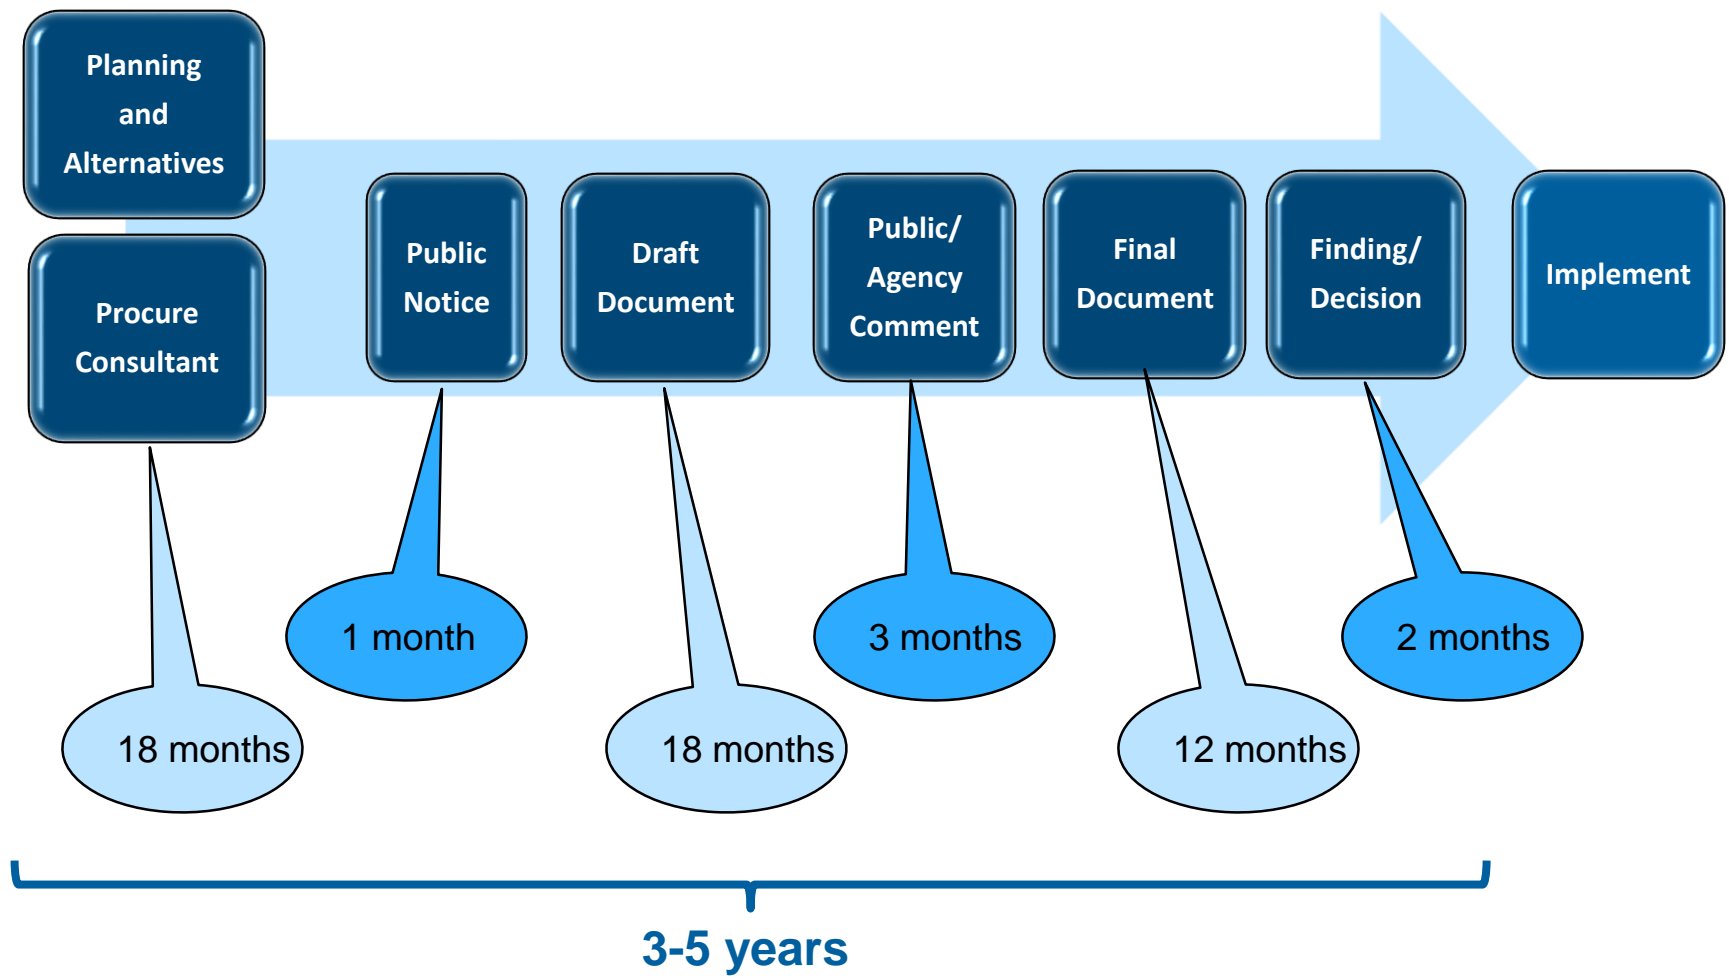 Planning
and
Alternatives
Procure
Consultant
Public
Notice
Draft
Document
Public/
Agency
Comment
Final
Document
Finding/
Decision
Implement
1 month
3 months
2 months
18 months
18 months
12 months
3-5 years